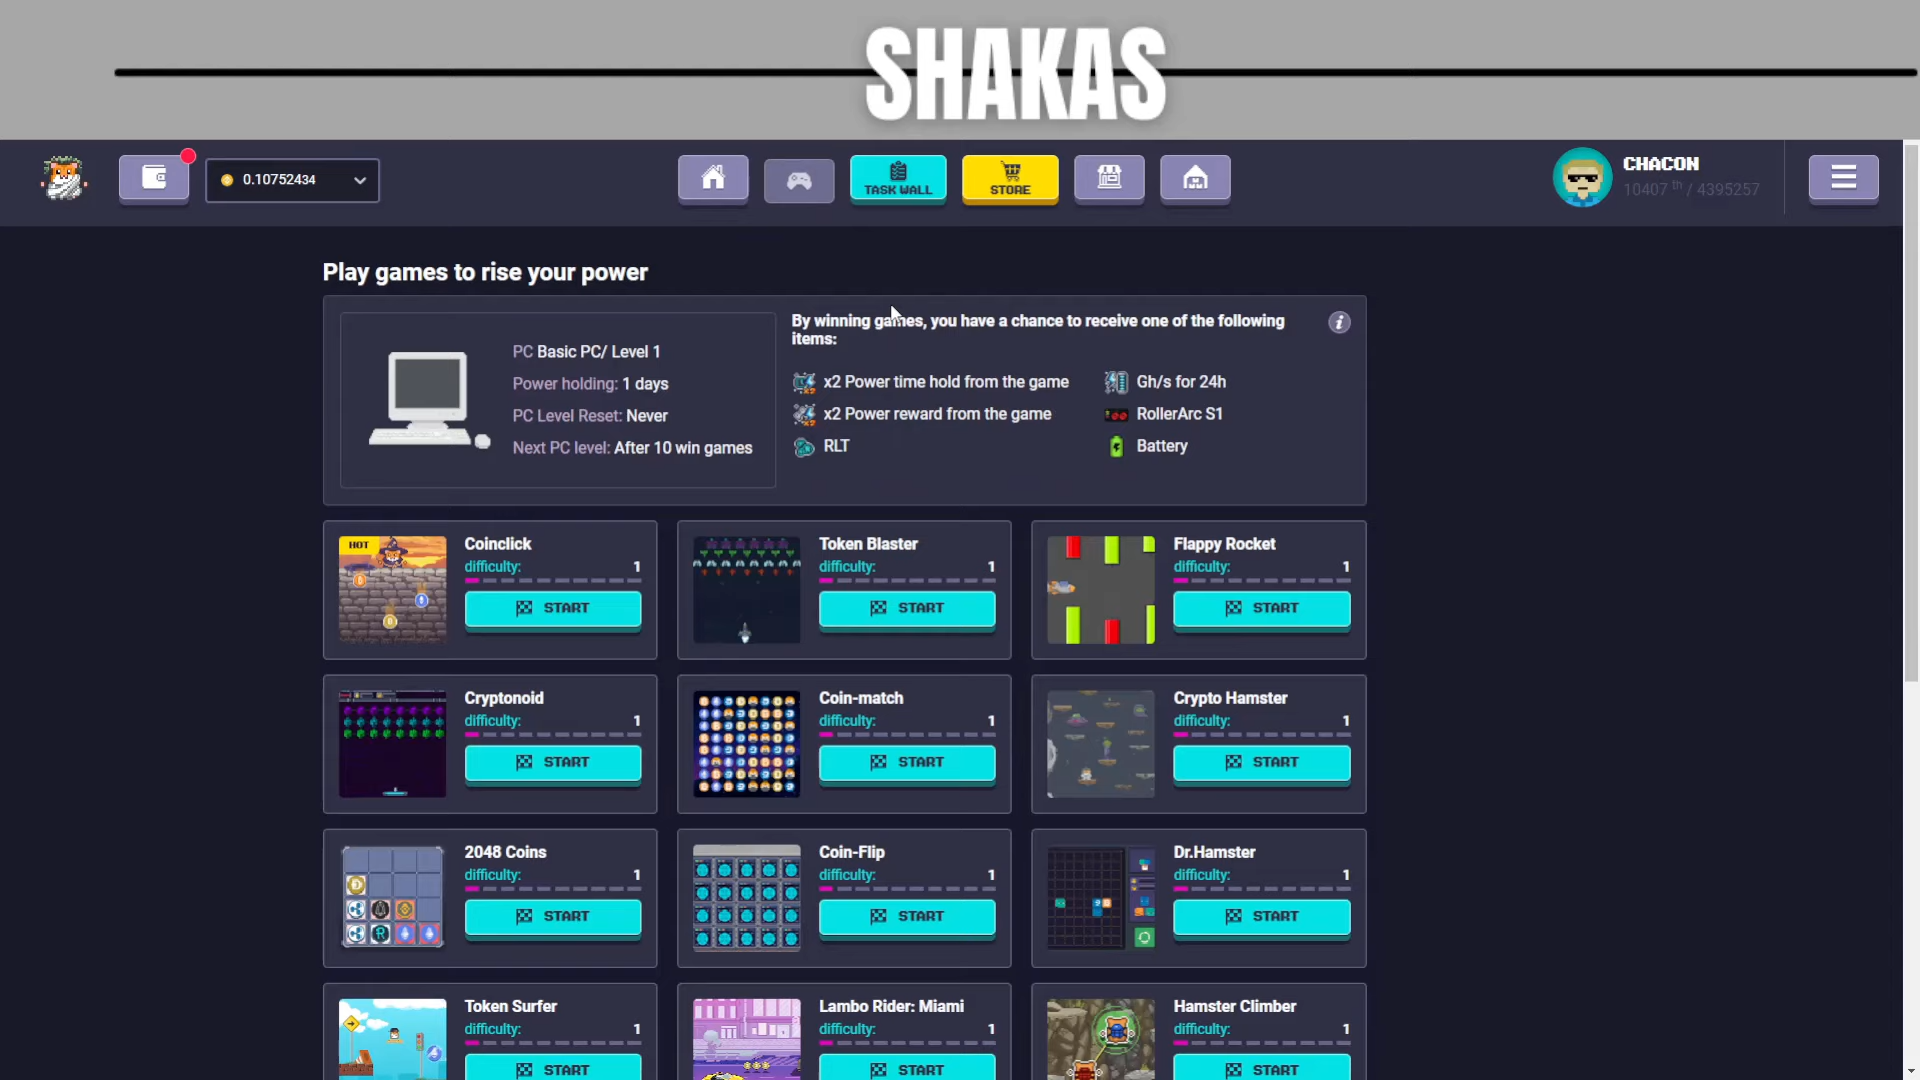 SHAKAS
0.10752434
TASK WALL
STORE
CHACON
10407 th / 4395257
Play games to rise your power
PC Basic PC/ Level 1
Power holding: 1 days
PC Level Reset: Never
Next PC level: After 10 win games
By winning games, you have a chance to receive one of the following
items:
x2 Power time hold from the game
Gh/s for 24h
x2 Power reward from the game
RollerArc S1
RLT
Battery
HOT
Coinclick
difficulty: 1
START
Token Blaster
difficulty: 1
START
Flappy Rocket
difficulty: 1
START
Cryptonoid
difficulty: 1
START
Coin-match
difficulty: 1
START
Crypto Hamster
difficulty: 1
START
2048 Coins
difficulty: 1
START
Coin-Flip
difficulty: 1
START
Dr.Hamster
difficulty: 1
START
Token Surfer
difficulty: 1
START
Lambo Rider: Miami
difficulty: 1
START
Hamster Climber
difficulty: 1
START